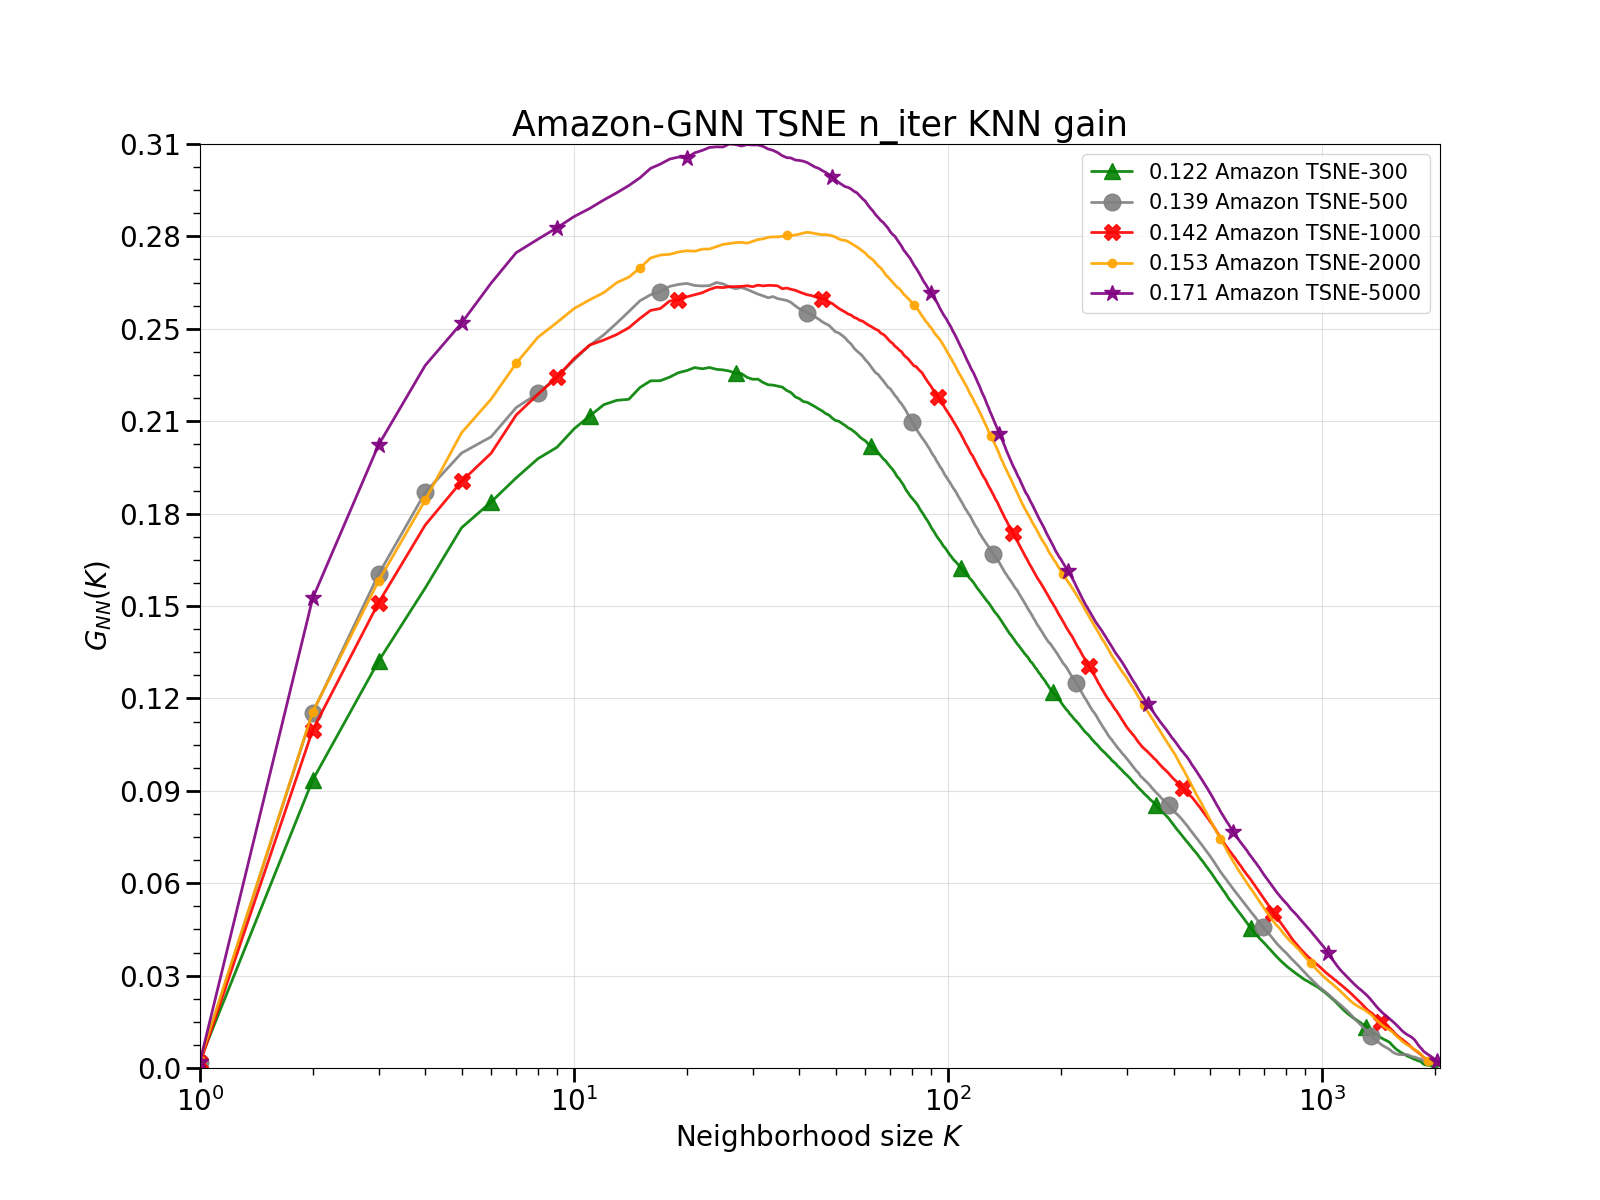 Amazon-GNN TSNE n_iter KNN gain
0.31
0.28
0.25
0.21
0.18
0.15
0.12
0.09
0.06
0.03
0.0
G_{NN}(K)
0.122 Amazon TSNE-300
0.139 Amazon TSNE-500
0.142 Amazon TSNE-1000
0.153 Amazon TSNE-2000
0.171 Amazon TSNE-5000
10^0 10^1 10^2 10^3
Neighborhood size K